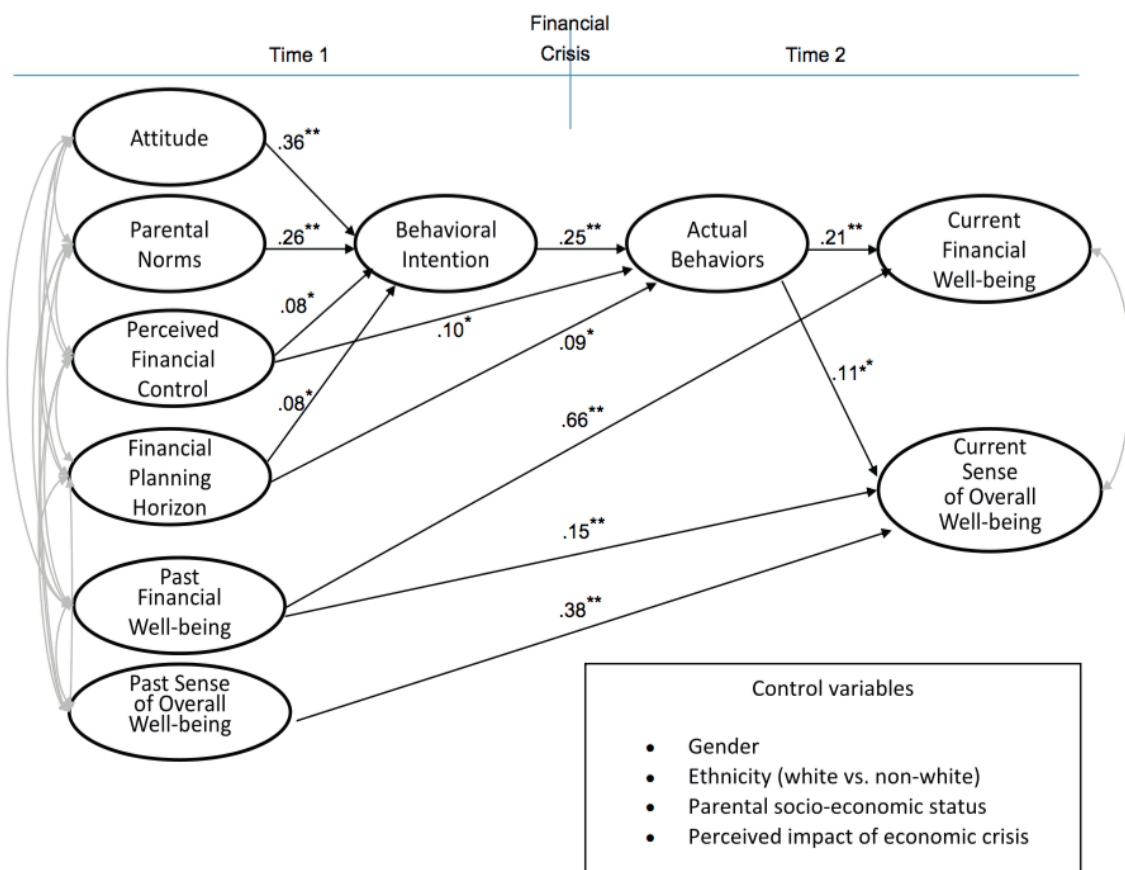 Financial
Time 1
Crisis
Time 2
Attitude
.36**
Parental
Norms
.26**
Behavioral
Intention
.25**
Actual
Behaviors
.21**
Current
Financial
Well-being
Perceived
Financial
Control
.08*
.10*
.09*
.11**
.08*
.66**
Financial
Planning
Horizon
Current
Sense
of Overall
Well-being
.15**
Past
Financial
Well-being
.38**
Past Sense
of Overall
Well-being
Control variables
• Gender
• Ethnicity (white vs. non-white)
• Parental socio-economic status
• Perceived impact of economic crisis